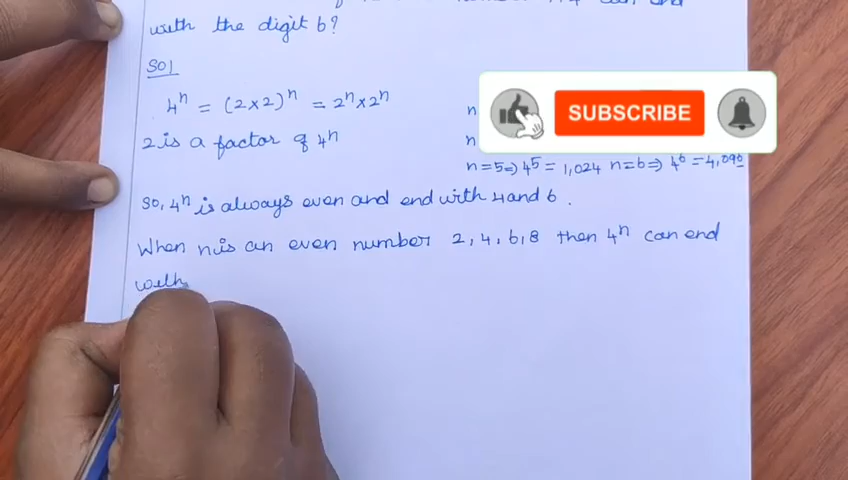 with the digit 6?
Sol
4ⁿ = (2×2)ⁿ = 2ⁿ×2ⁿ
n
SUBSCRIBE
2 is a factor of 4ⁿ
n
n=5=> 4⁵ = 1,024 n=6=> 4⁶ = 4,096
So, 4ⁿ is always even and end with 4 and 6.
When n is an even number 2, 4, 6, 8 then 4ⁿ can end
with